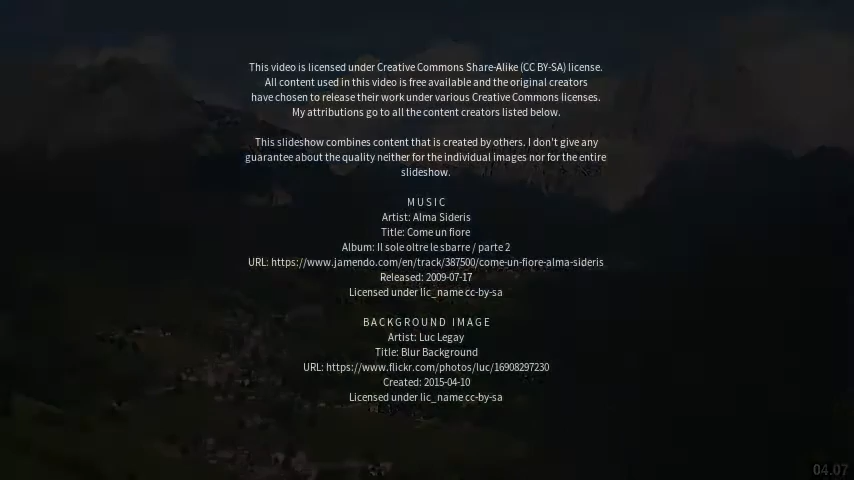 This video is licensed under Creative Commons Share-Alike (CC BY-SA) license.
All content used in this video is free available and the original creators
have chosen to release their work under various Creative Commons licenses.
My attributions go to all the content creators listed below.
This slideshow combines content that is created by others. I don't give any
guarantee about the quality neither for the individual images nor for the entire
slideshow.
MUSIC
Artist: Alma Sideris
Title: Come un fiore
Album: Il sole oltre le sbarre / parte 2
URL: https://www.jamendo.com/en/track/387500/come-un-fiore-alma-sideris
Released: 2009-07-17
Licensed under lic_name cc-by-sa
BACKGROUND IMAGE
Artist: Luc Legay
Title: Blur Background
URL: https://www.flickr.com/photos/luc/16908297230
Created: 2015-04-10
Licensed under lic_name cc-by-sa
04.07